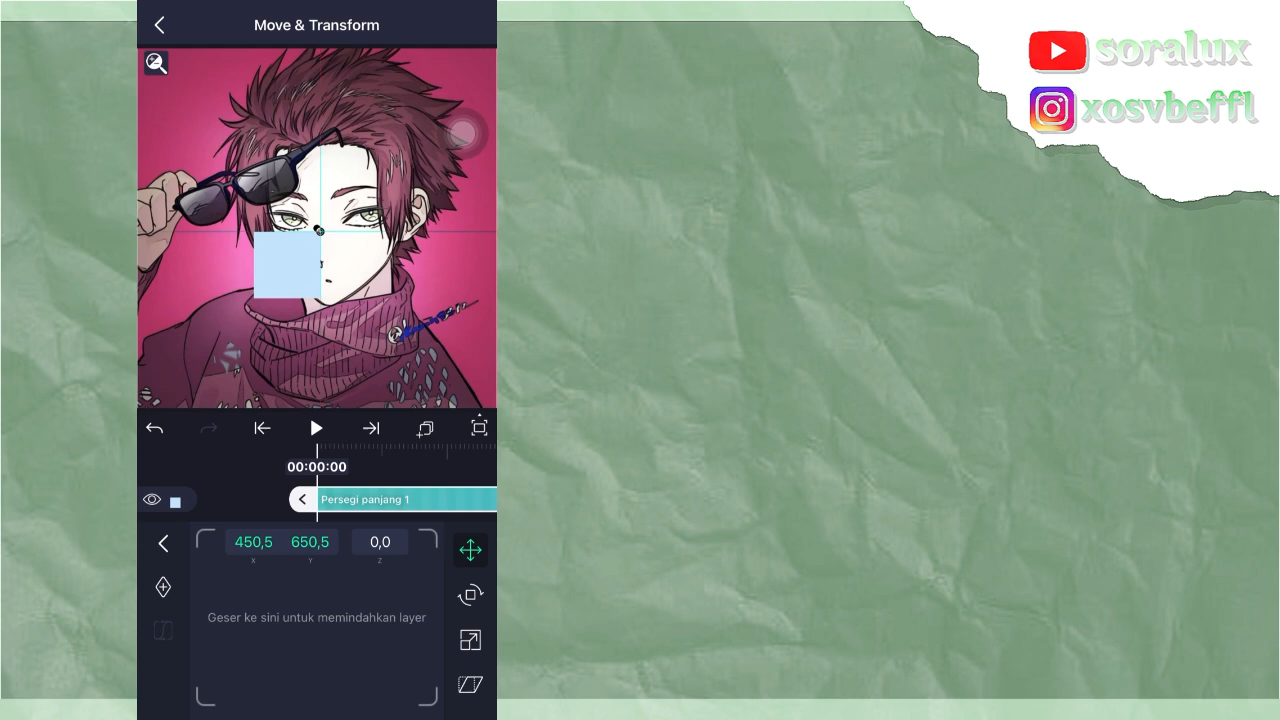 Move & Transform
soralux
xosvbeffl
00:00:00
Persegi panjang 1
450,5 650,5 0,0
X Y Z
Geser ke sini untuk memindahkan layer